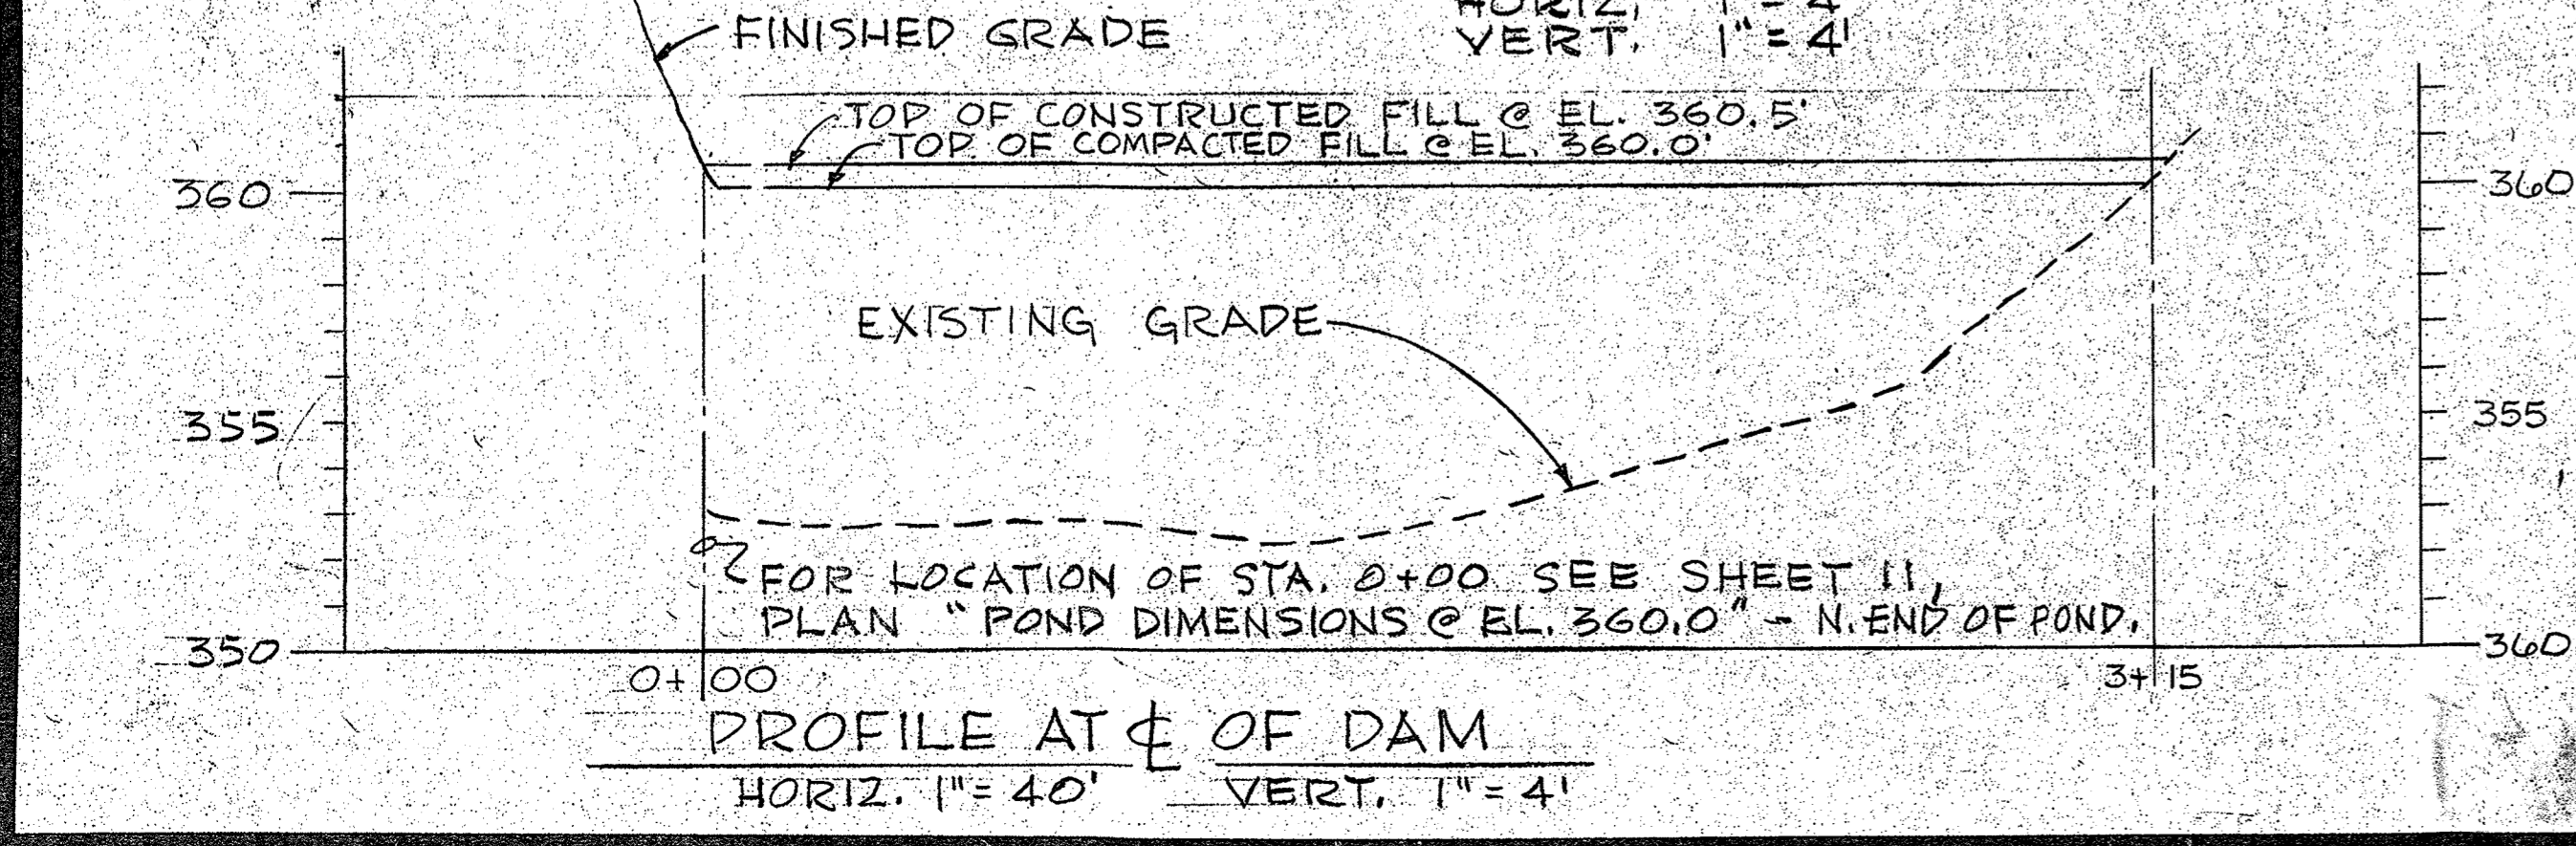 HORIZ. 1"=4'
FINISHED GRADE
VERT. 1"=4'
TOP OF CONSTRUCTED FILL @ EL. 360.5'
TOP OF COMPACTED FILL @ EL. 360.0'
360
360
EXISTING GRADE
355
355
FOR LOCATION OF STA. 0+00 SEE SHEET 11,
PLAN "POND DIMENSIONS @ EL. 360.0" - N. END OF POND.
350
360
0+00
3+15
PROFILE AT ℄ OF DAM
HORIZ. 1"=40' VERT. 1"=4'